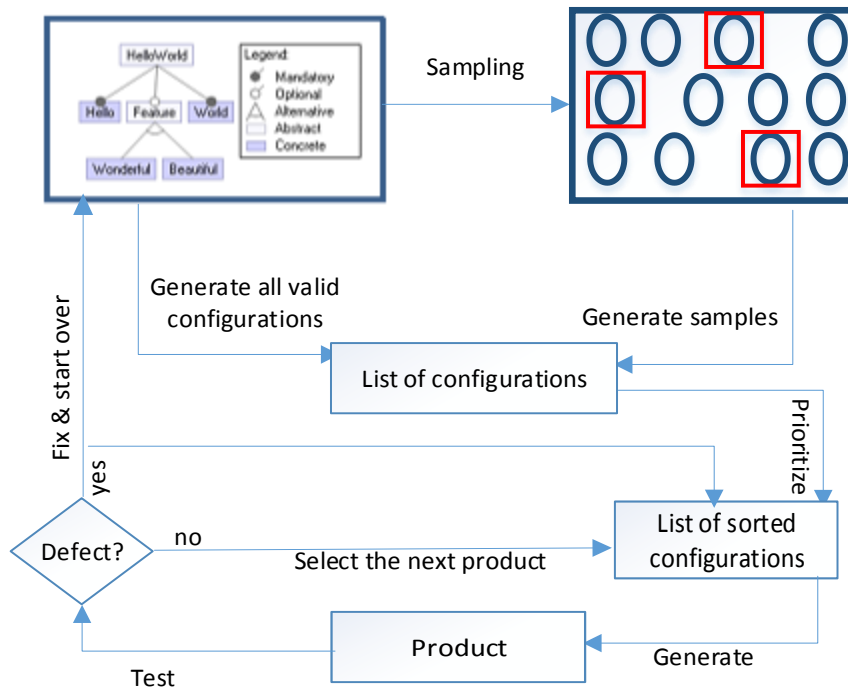 HelloWorld
Hello
Feature
World
Wonderful
Beautiful
Legend:
Mandatory
Optional
Alternative
Abstract
Concrete
Sampling
Generate all valid
configurations
Generate samples
List of configurations
Prioritize
Fix & start over
yes
Defect?
no
Select the next product
List of sorted
configurations
Product
Generate
Test